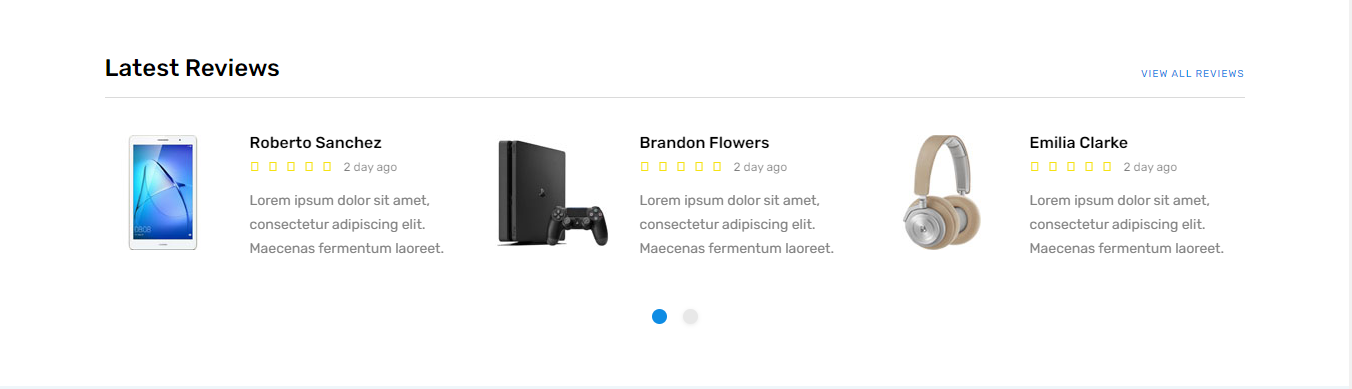 Latest Reviews
VIEW ALL REVIEWS
Roberto Sanchez
2 day ago
Lorem ipsum dolor sit amet,
consectetur adipiscing elit.
Maecenas fermentum laoreet.
Brandon Flowers
2 day ago
Lorem ipsum dolor sit amet,
consectetur adipiscing elit.
Maecenas fermentum laoreet.
Emilia Clarke
2 day ago
Lorem ipsum dolor sit amet,
consectetur adipiscing elit.
Maecenas fermentum laoreet.